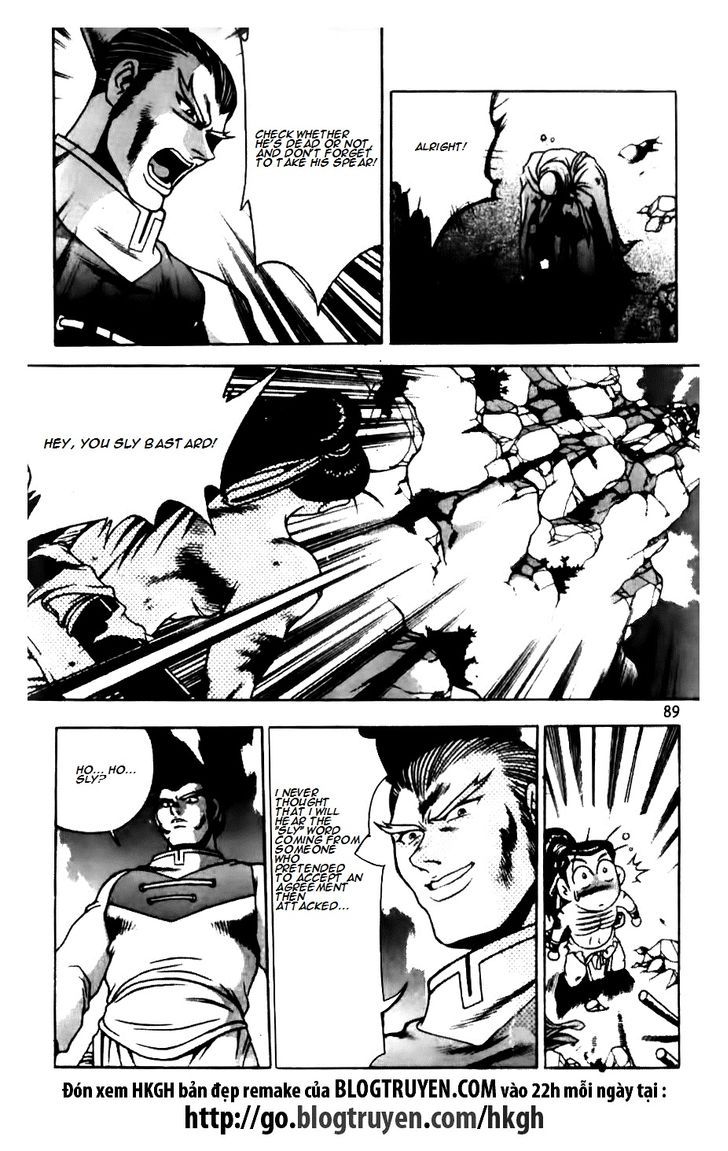 CHECK WHETHER
HE'S DEAD OR NOT,
AND DON'T FORGET
TO TAKE HIS SPEAR!
ALRIGHT!
HEY, YOU SLY BASTARD!
89
HO... HO...
SLY?
I NEVER
THOUGHT
THAT I WILL
HEAR THE
"SLY" WORD
COMING FROM
SOMEONE
WHO
PRETENDED
TO ACCEPT AN
AGREEMENT
THEN
ATTACKED...
Đón xem HKGH bản đẹp remake của BLOGTRUYEN.COM vào 22h mỗi ngày tại :
http://go.blogtruyen.com/hkgh